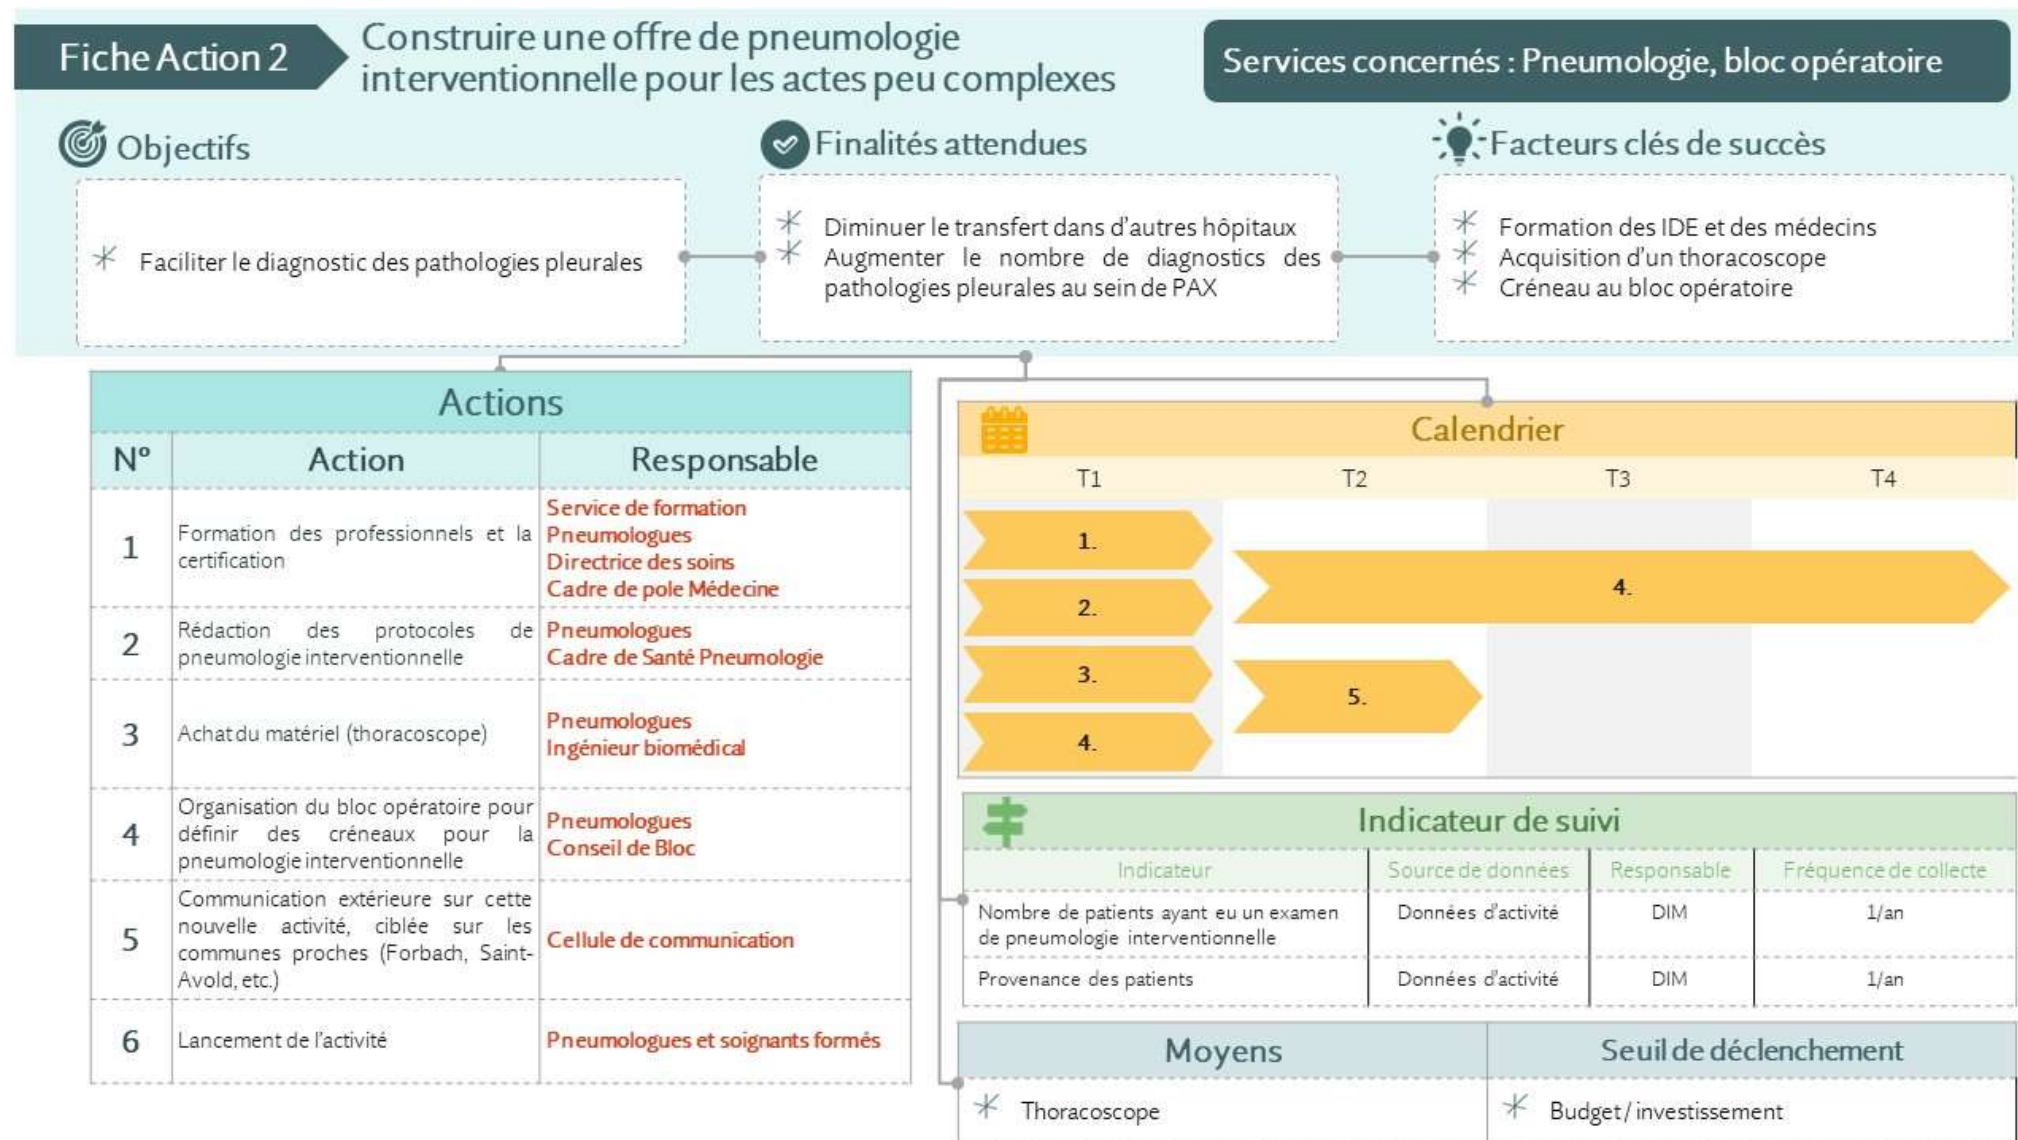 Fiche Action 2
Construire une offre de pneumologie
interventionnelle pour les actes peu complexes
Services concernés : Pneumologie, bloc opératoire
Objectifs
Faciliter le diagnostic des pathologies pleurales
Finalités attendues
Diminuer le transfert dans d'autres hôpitaux
Augmenter le nombre de diagnostics des
pathologies pleurales au sein de PAX
Facteurs clés de succès
Formation des IDE et des médecins
Acquisition d'un thoracoscope
Créneau au bloc opératoire
Actions
N° Action Responsable
1
Formation des professionnels et la
certification
Service de formation
Pneumologues
Directrice des soins
Cadre de pole Médecine
2
Rédaction des protocoles de
pneumologie interventionnelle
Pneumologues
Cadre de Santé Pneumologie
3
Achat du matériel (thoracoscope)
Pneumologues
Ingénieur biomédical
4
Organisation du bloc opératoire pour
définir des créneaux pour la
pneumologie interventionnelle
Pneumologues
Conseil de Bloc
5
Communication extérieure sur cette
nouvelle activité, ciblée sur les
communes proches (Forbach, Saint-
Avold, etc.)
Cellule de communication
6
Lancement de l'activité
Pneumologues et soignants formés
Calendrier
T1 T2 T3 T4
1.
2.
3.
4.
4.
5.
Indicateur de suivi
Indicateur Source de données Responsable Fréquence de collecte
Nombre de patients ayant eu un examen
de pneumologie interventionnelle
Données d'activité DIM 1/an
Provenance des patients Données d'activité DIM 1/an
Moyens Seuil de déclenchement
Thoracoscope Budget / investissement